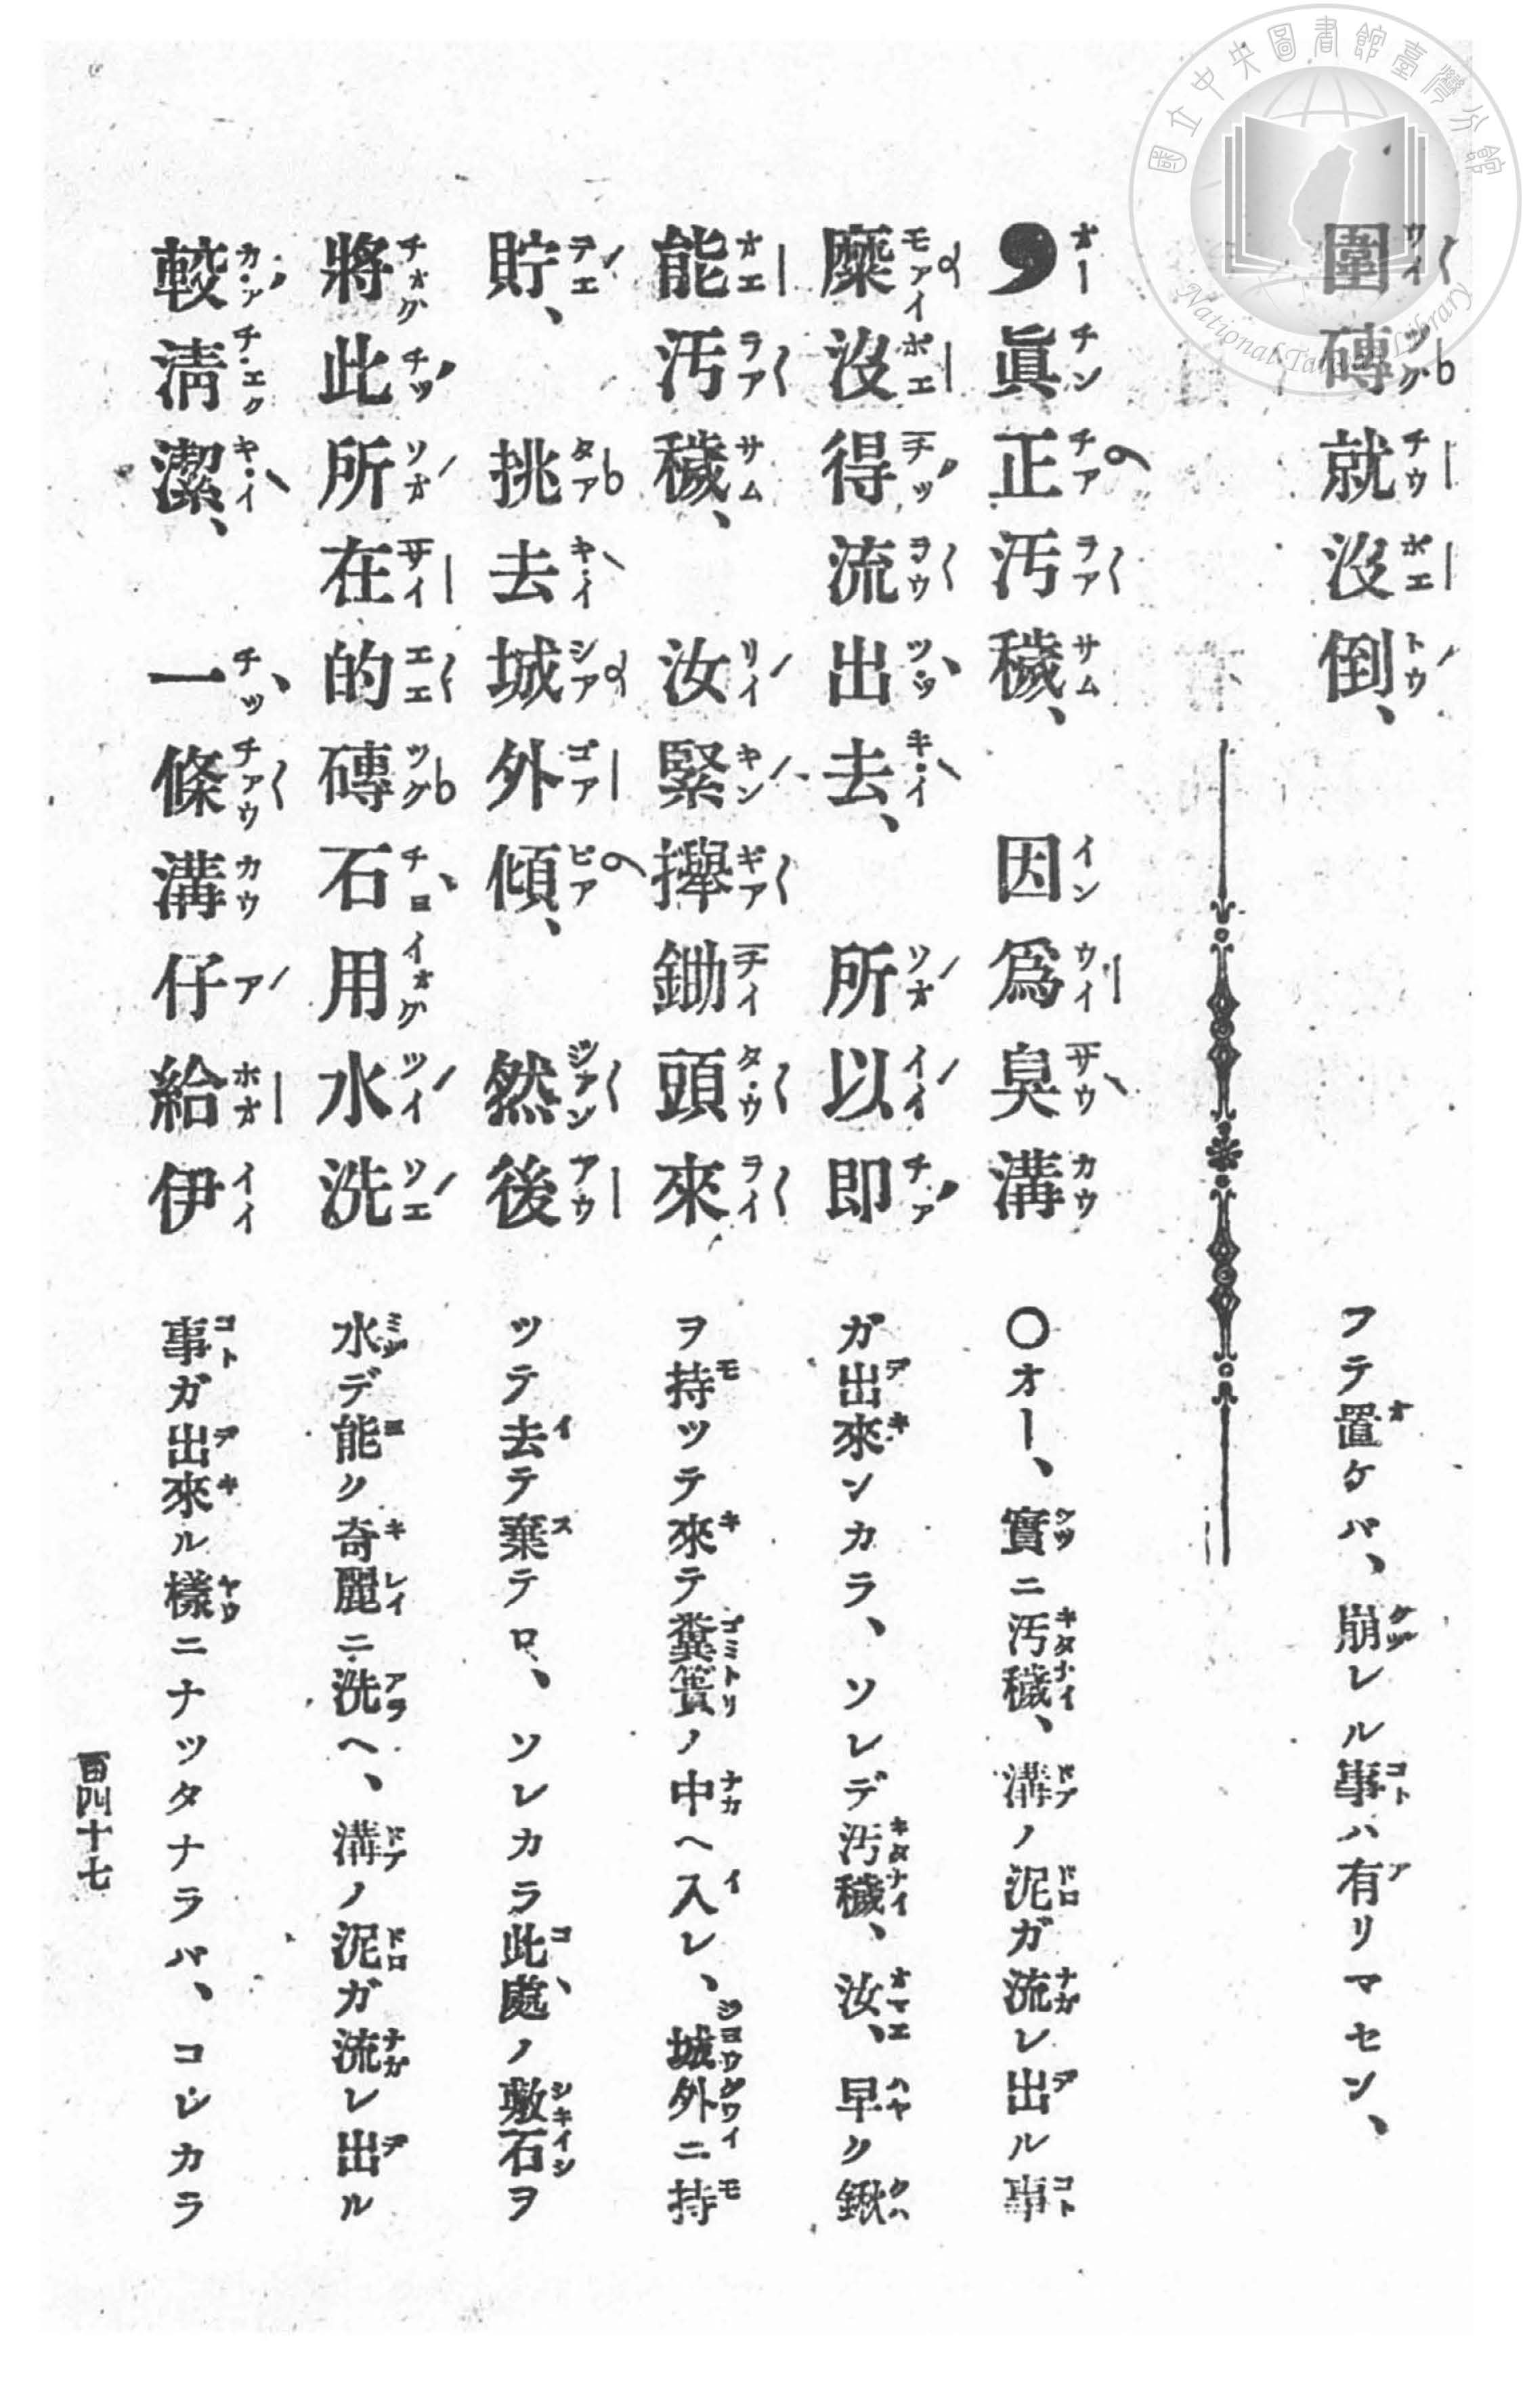 圍磚就沒倒、
フテ置ケバ、崩レル事ハ有リマセン、
眞正汚穢、因爲臭溝
糜沒得流出去、所以即
能汚穢、汝緊攑鋤頭來
貯、挑去城外傾、然後
將此所在的磚石用水洗
較淸潔、一條溝仔給伊
〇オー、實ニ汚穢、溝ノ泥ガ流レ出ル事
ガ出來ンカラ、ソレデ汚穢、汝、早ク鍬
ヲ持ツテ來テ糞箕ノ中ヘ入レ、城外ニ持
ツテ去テ棄テロ、ソレカラ此處ノ敷石ヲ
水デ能ク奇麗ニ洗ヘ、溝ノ泥ガ流レ出ル
事ガ出來ル樣ニナツタナラバ、コレカラ
百四十七
國立中央圖書館臺灣分館
National Taiwan Library